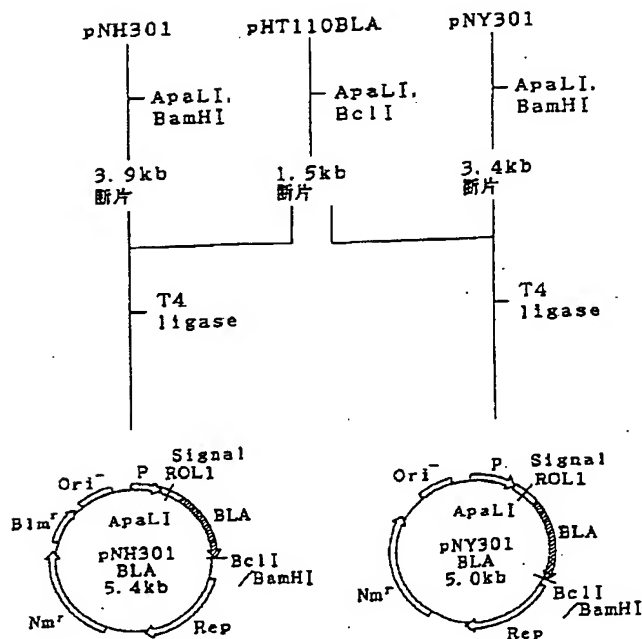 pNH301
pHT110BLA
pNY301
ApaLI,
BamHI
ApaLI,
BclI
ApaLI,
BamHI
3.9kb
断片
1.5kb
断片
3.4kb
断片
T4
ligase
T4
ligase
P
Signal
ROL1
Ori-
ApaLI
BLA
Blmr
pNH301
BLA
5.4kb
BclI
/BamHI
Nmr
Rep
P
Signal
ROL1
Ori-
ApaLI
BLA
pNY301
BLA
5.0kb
BclI
/BamHI
Nmr
Rep